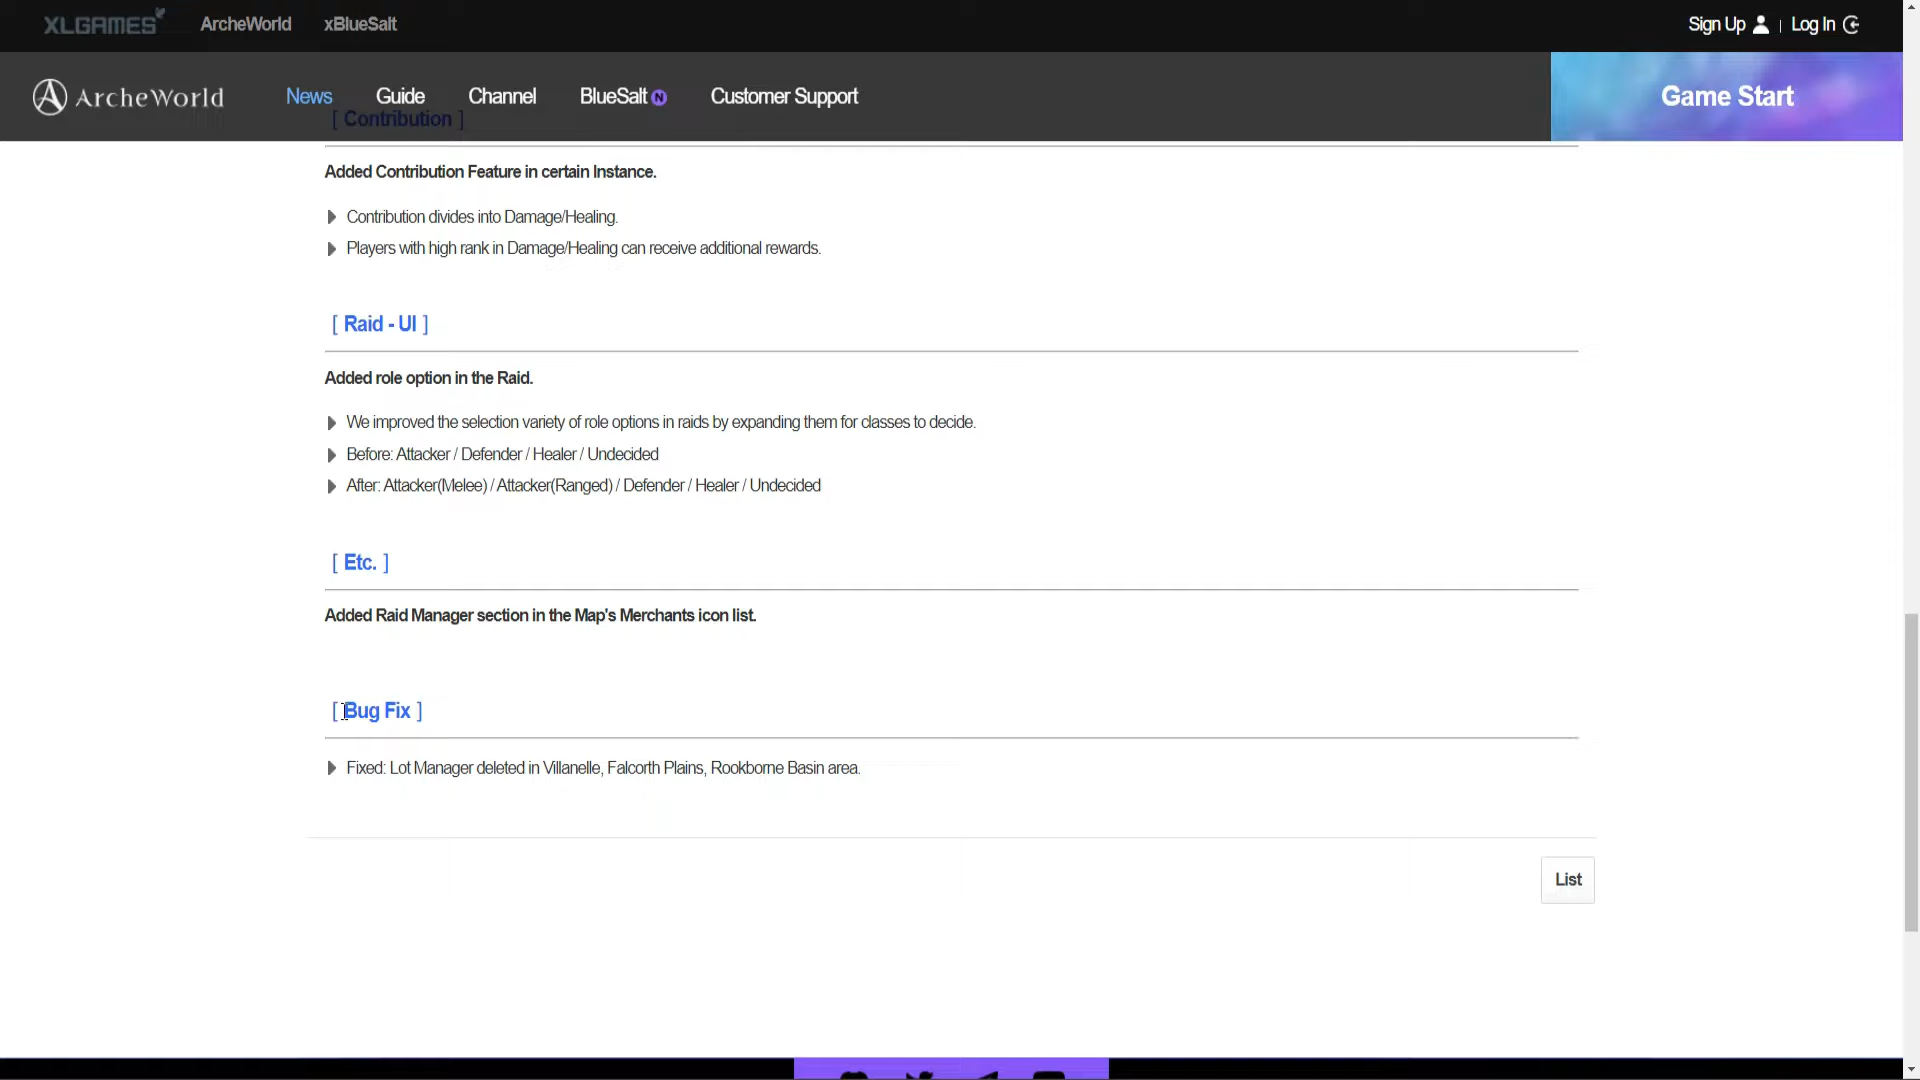 XLGAMES ArcheWorld xBlueSalt Sign Up | Log In
ArcheWorld News Guide Channel BlueSalt N Customer Support Game Start
[ Contribution ]
Added Contribution Feature in certain Instance.
Contribution divides into Damage/Healing.
Players with high rank in Damage/Healing can receive additional rewards.
[ Raid - UI ]
Added role option in the Raid.
We improved the selection variety of role options in raids by expanding them for classes to decide.
Before: Attacker / Defender / Healer / Undecided
After: Attacker(Melee) / Attacker(Ranged) / Defender / Healer / Undecided
[ Etc. ]
Added Raid Manager section in the Map's Merchants icon list.
[ Bug Fix ]
Fixed: Lot Manager deleted in Villanelle, Falcorth Plains, Rookborne Basin area.
List